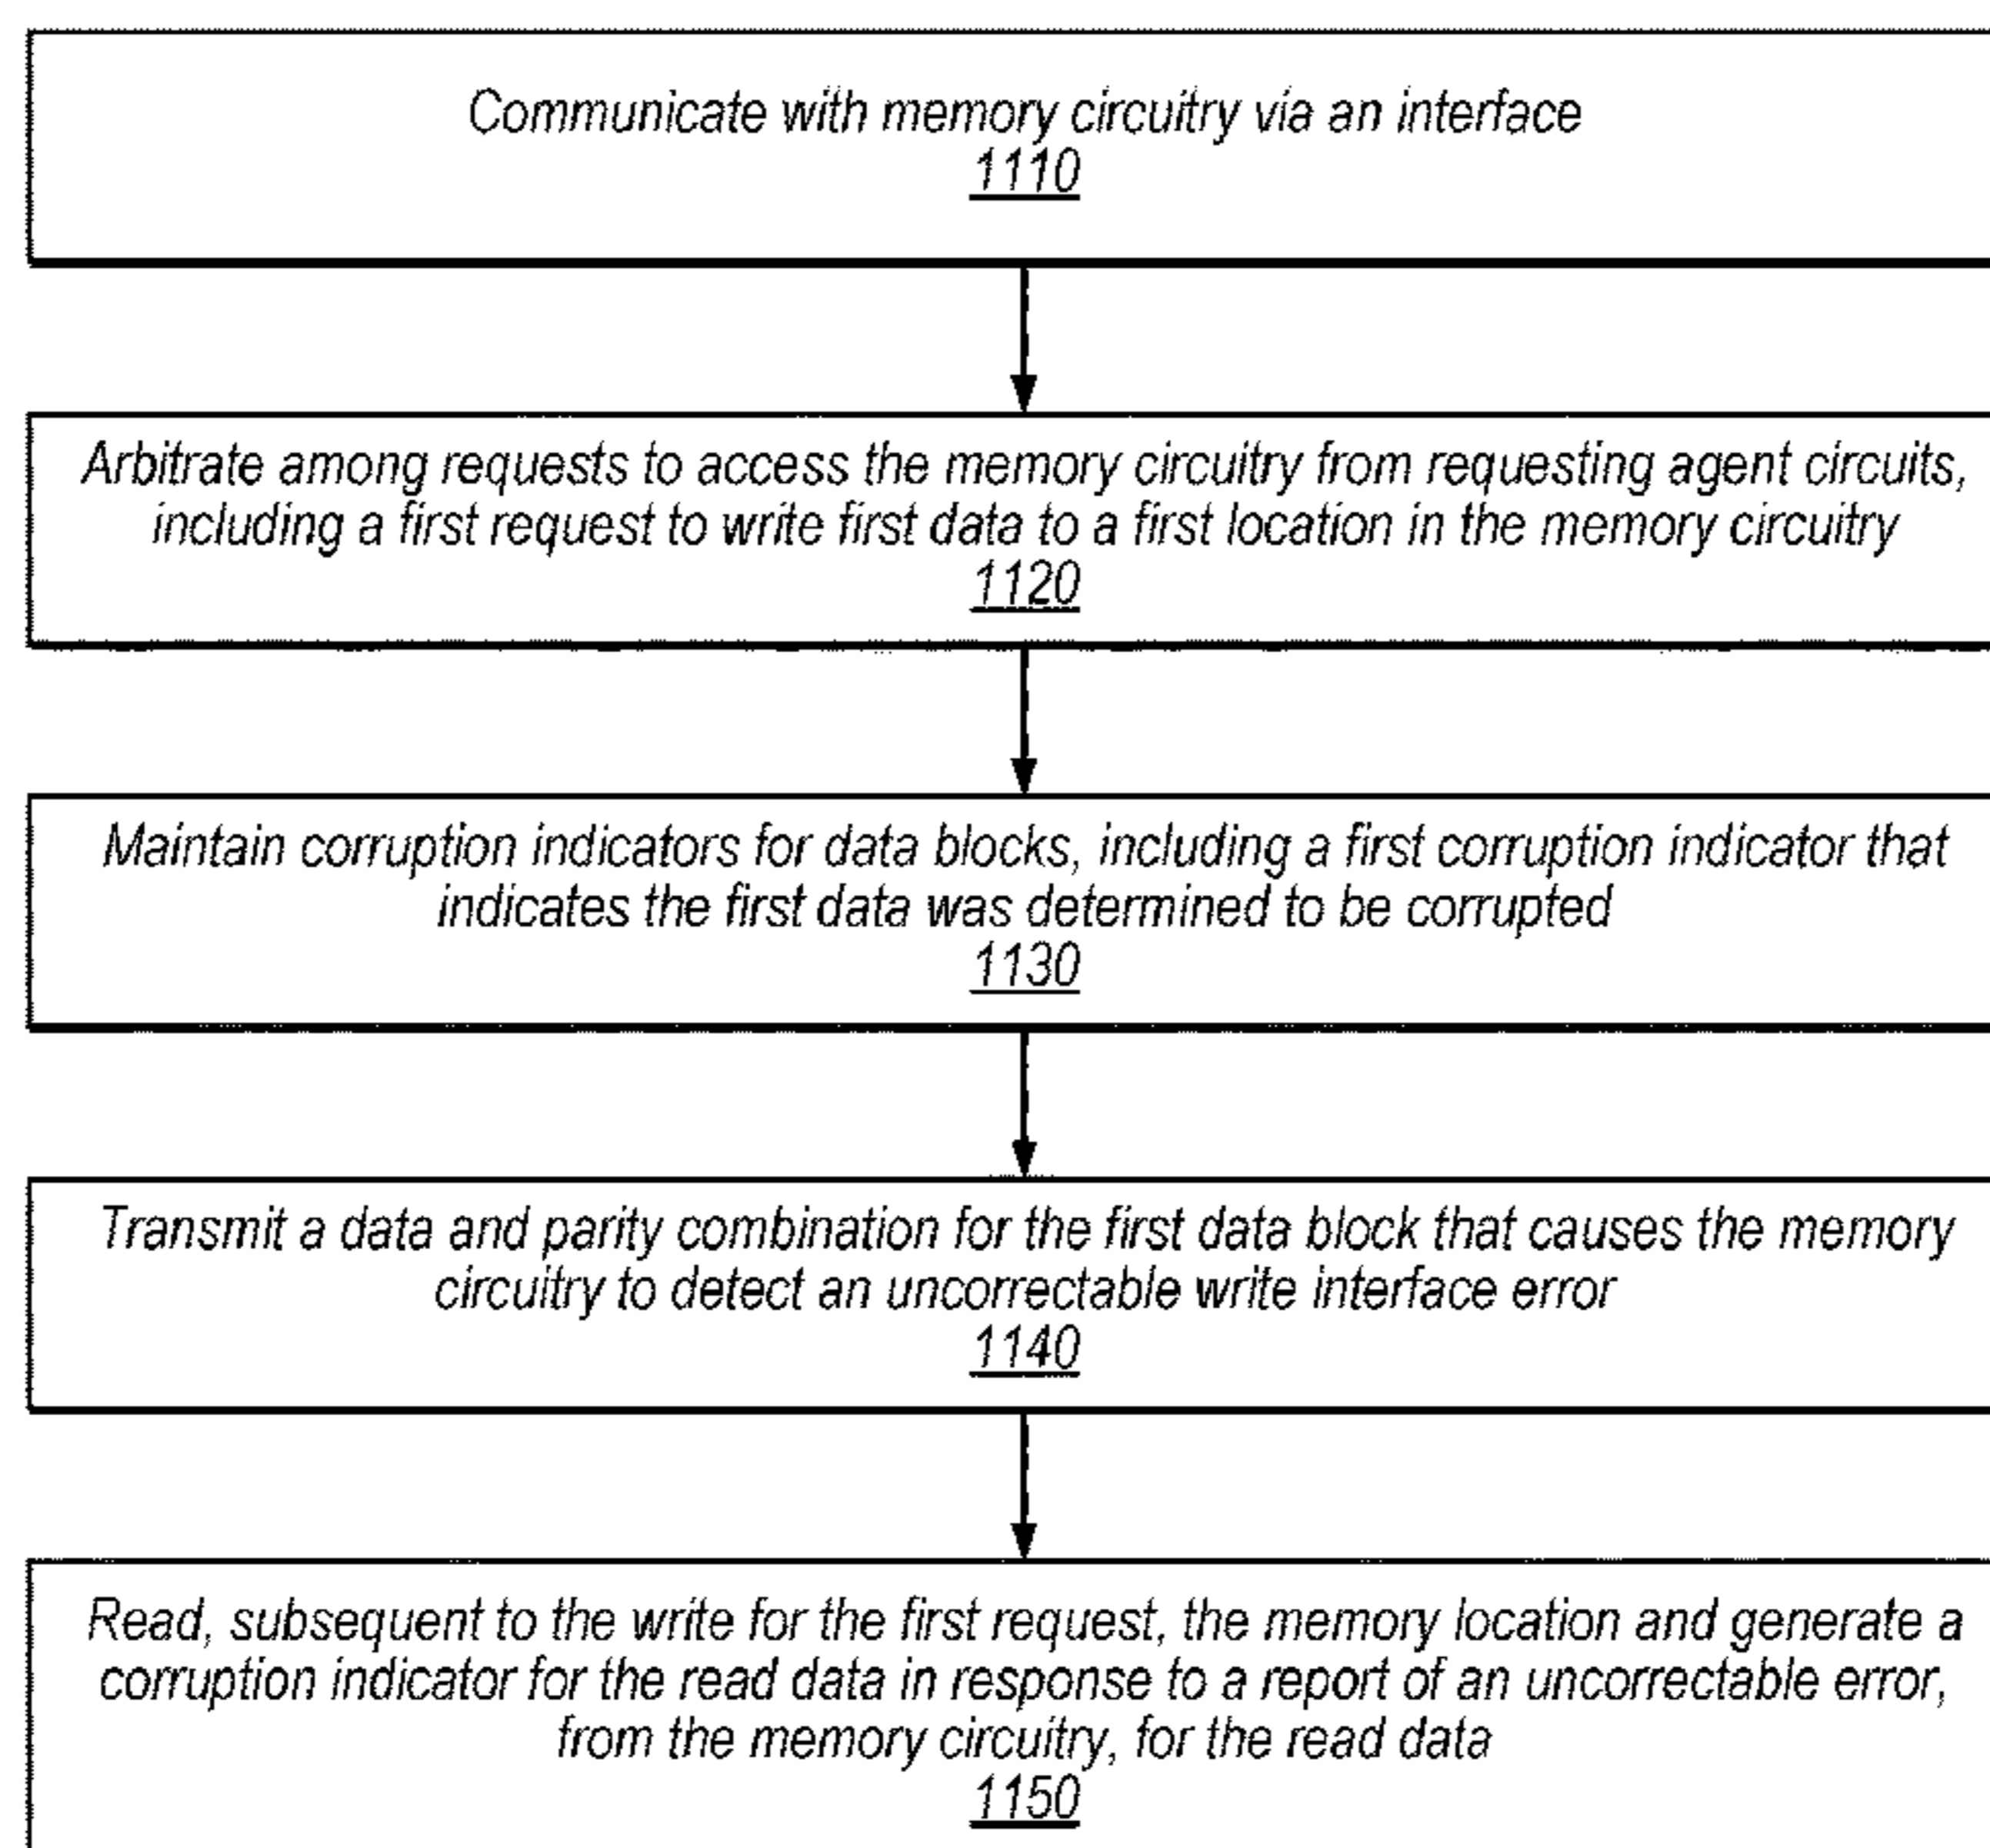 Communicate with memory circuitry via an interface
1110
Arbitrate among requests to access the memory circuitry from requesting agent circuits,
including a first request to write first data to a first location in the memory circuitry
1120
Maintain corruption indicators for data blocks, including a first corruption indicator that
indicates the first data was determined to be corrupted
1130
Transmit a data and parity combination for the first data block that causes the memory
circuitry to detect an uncorrectable write interface error
1140
Read, subsequent to the write for the first request, the memory location and generate a
corruption indicator for the read data in response to a report of an uncorrectable error,
from the memory circuitry, for the read data
1150